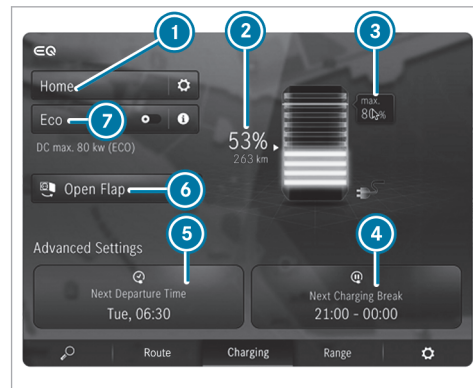 1
2
3
EQ
Home
max.
80%
Eco
7
i
53%
263 km
DC max. 80 kw (ECO)
Open Flap
6
5
4
Advanced Settings
Next Departure Time
Tue, 06:30
Next Charging Break
21:00 - 00:00
Route
Charging
Range